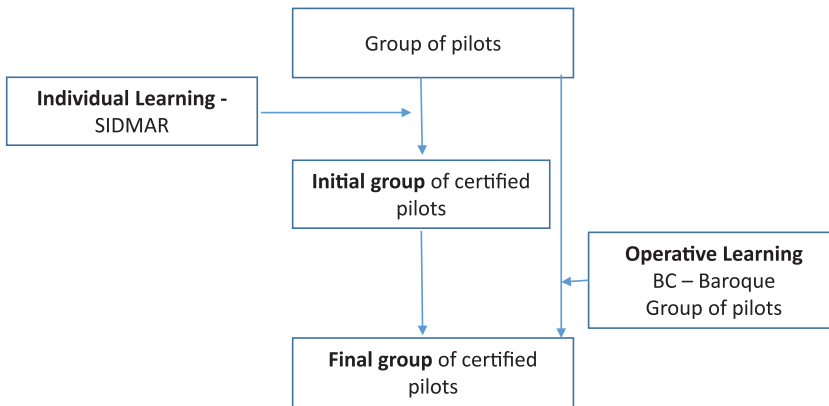 Group of pilots
Individual Learning -
SIDMAR
Initial group of certified
pilots
Operative Learning
BC – Baroque
Group of pilots
Final group of certified
pilots